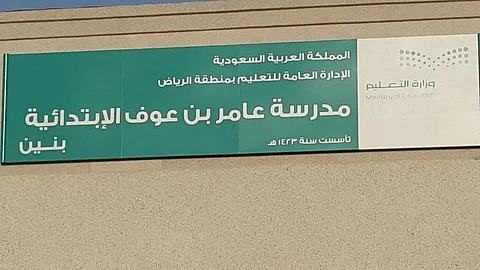 المملكة العربية السعودية
الإدارة العامة للتعليم بمنطقة الرياض
مدرسة عامر بن عوف الإبتدائية
بنين
تأسست سنة ١٤٢٣هـ
وزارة التعليم
Ministry of Education